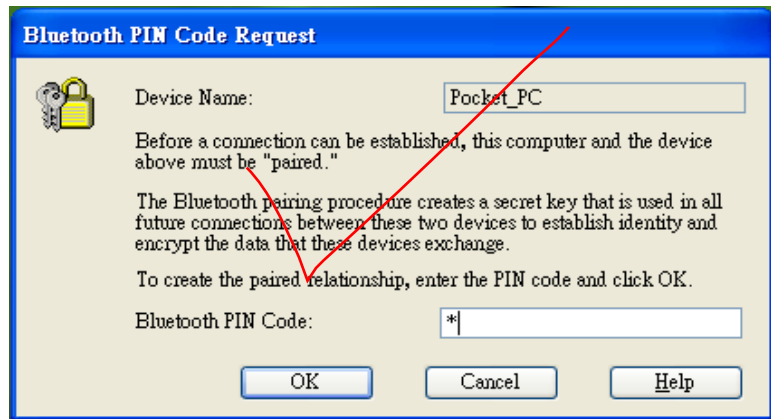 Bluetooth PIN Code Request
Device Name: Pocket_PC
Before a connection can be established, this computer and the device
above must be "paired."
The Bluetooth pairing procedure creates a secret key that is used in all
future connections between these two devices to establish identity and
encrypt the data that these devices exchange.
To create the paired relationship, enter the PIN code and click OK.
Bluetooth PIN Code: *
OK Cancel Help